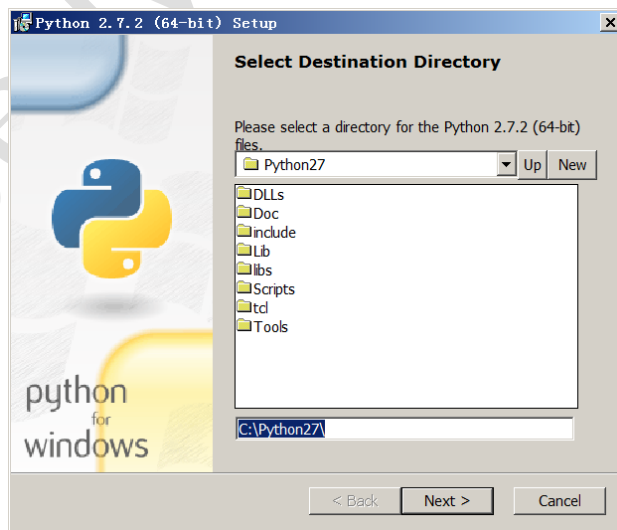 Python 2.7.2 (64-bit) Setup
Select Destination Directory
Please select a directory for the Python 2.7.2 (64-bit)
files.
Python27
Up
New
DLLs
Doc
include
Lib
libs
Scripts
tcl
Tools
C:\Python27\
python
for
windows
< Back
Next >
Cancel